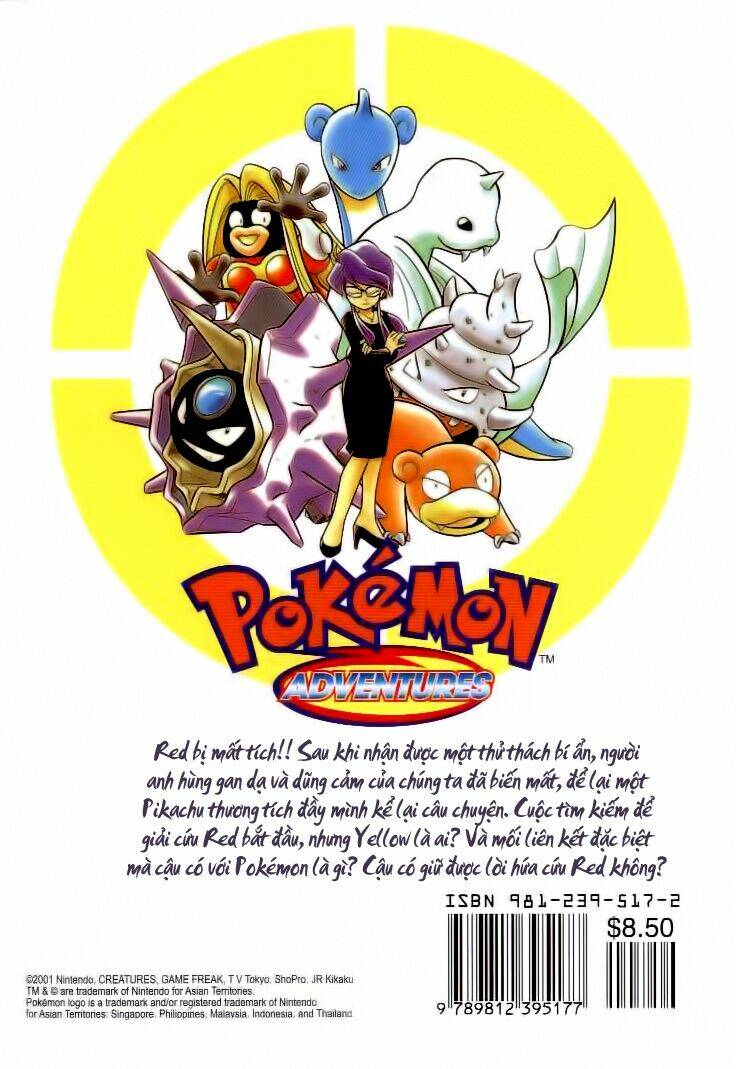 POKéMON
TM
ADVENTURES
Red bị mất tích!! Sau khi nhận được một thử thách bí ẩn, người
anh hùng gan dạ và dũng cảm của chúng ta đã biến mất, để lại một
Pikachu thương tích đầy mình kể lại câu chuyện. Cuộc tìm kiếm để
giải cứu Red bắt đầu, nhưng Yellow là ai? Và mối liên kết đặc biệt
mà cậu có với Pokémon là gì? Cậu có giữ được lời hứa cứu Red không?
ISBN 981-239-517-2
$8.50
9 789812 395177
©2001 Nintendo, CREATURES, GAME FREAK, T V Tokyo, ShoPro, JR Kikaku
TM & ® are trademark of Nintendo for Asian Territories.
Pokémon logo is a trademark and/or registered trademark of Nintendo
for Asian Territories: Singapore, Philippines, Malaysia, Indonesia, and Thailand